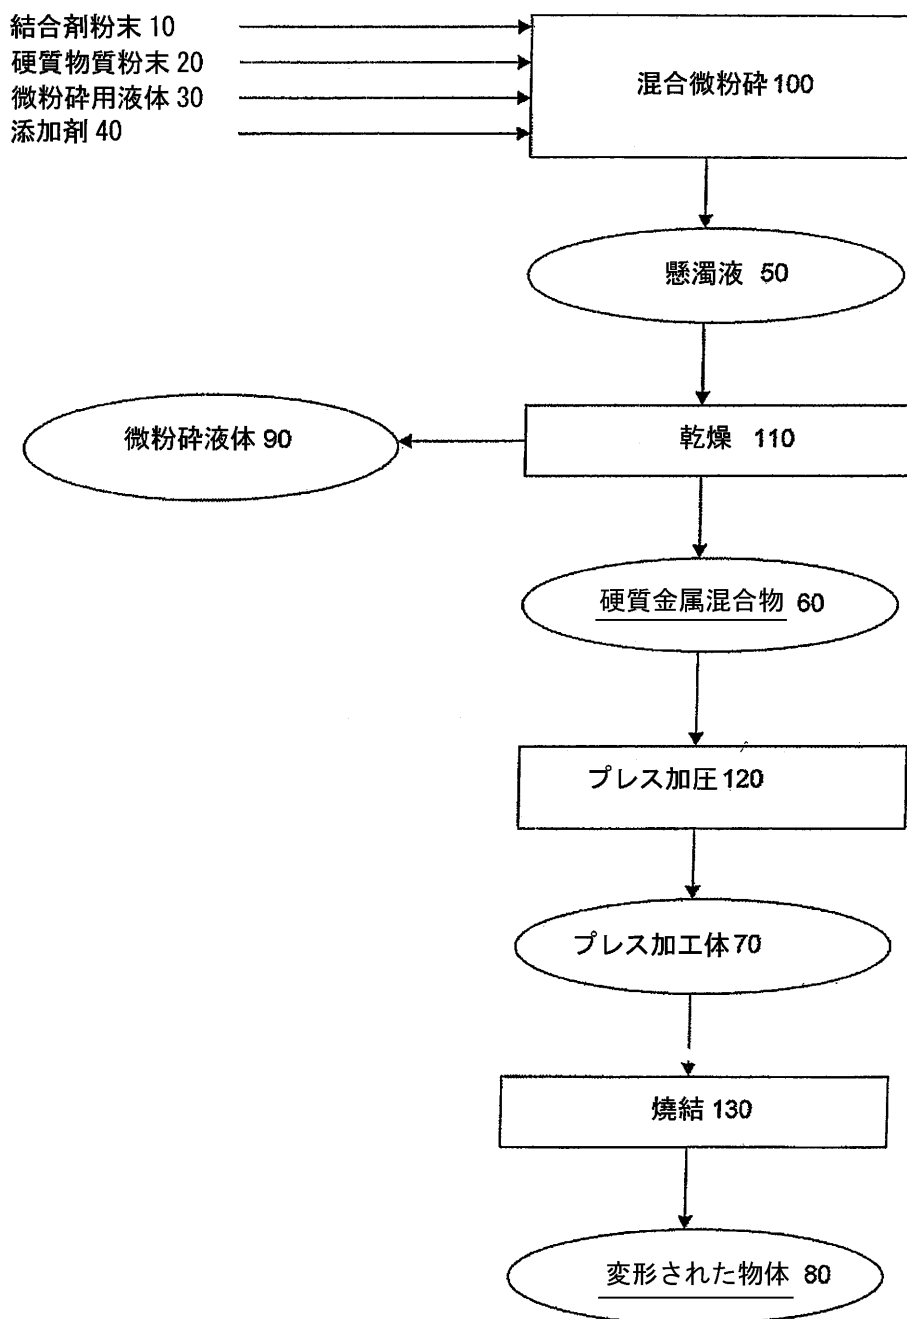 結合剤粉末 10
硬質物質粉末 20
微粉砕用液体 30
添加剤 40
混合微粉砕 100
懸濁液 50
微粉砕液体 90
乾燥 110
硬質金属混合物 60
プレス加圧 120
プレス加工体 70
焼結 130
変形された物体 80